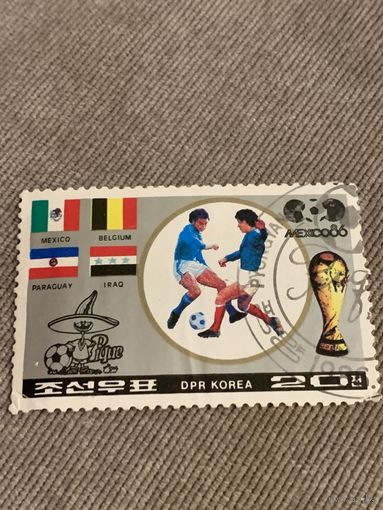 MEXICO BELGIUM
PARAGUAY IRAQ
MEXICO86
Pique
조선우표 DPR KOREA 20전